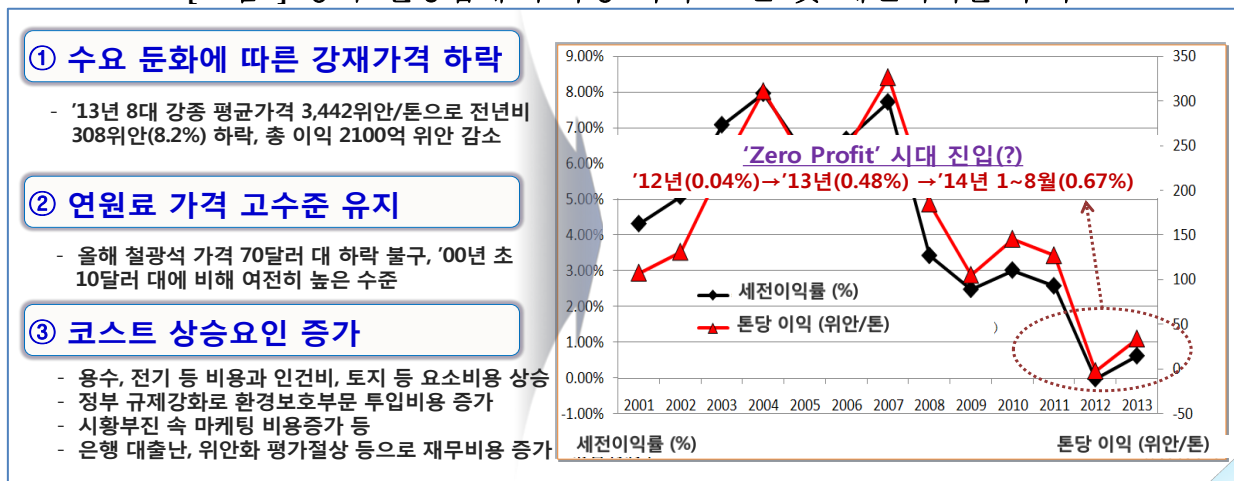 ① 수요 둔화에 따른 강재가격 하락
- ’13년 8대 강종 평균가격 3,442위안/톤으로 전년비
308위안(8.2%) 하락, 총 이익 2100억 위안 감소
② 연원료 가격 고수준 유지
- 올해 철광석 가격 70달러 대 하락 불구, ’00년 초
10달러 대에 비해 여전히 높은 수준
③ 코스트 상승요인 증가
- 용수, 전기 등 비용과 인건비, 토지 등 요소비용 상승
- 정부 규제강화로 환경보호부문 투입비용 증가
- 시황부진 속 마케팅 비용증가 등
- 은행 대출난, 위안화 평가절상 등으로 재무비용 증가
9.00%
8.00%
7.00%
6.00%
5.00%
4.00%
3.00%
2.00%
1.00%
0.00%
-1.00%
350
300
250
200
150
100
50
0
-50
‘Zero Profit’ 시대 진입(?)
’12년(0.04%)→’13년(0.48%) →’14년 1~8월(0.67%)
세전이익률 (%)
톤당 이익 (위안/톤)
)
2001 2002 2003 2004 2005 2006 2007 2008 2009 2010 2011 2012 2013
세전이익률 (%)
톤당 이익 (위안/톤)